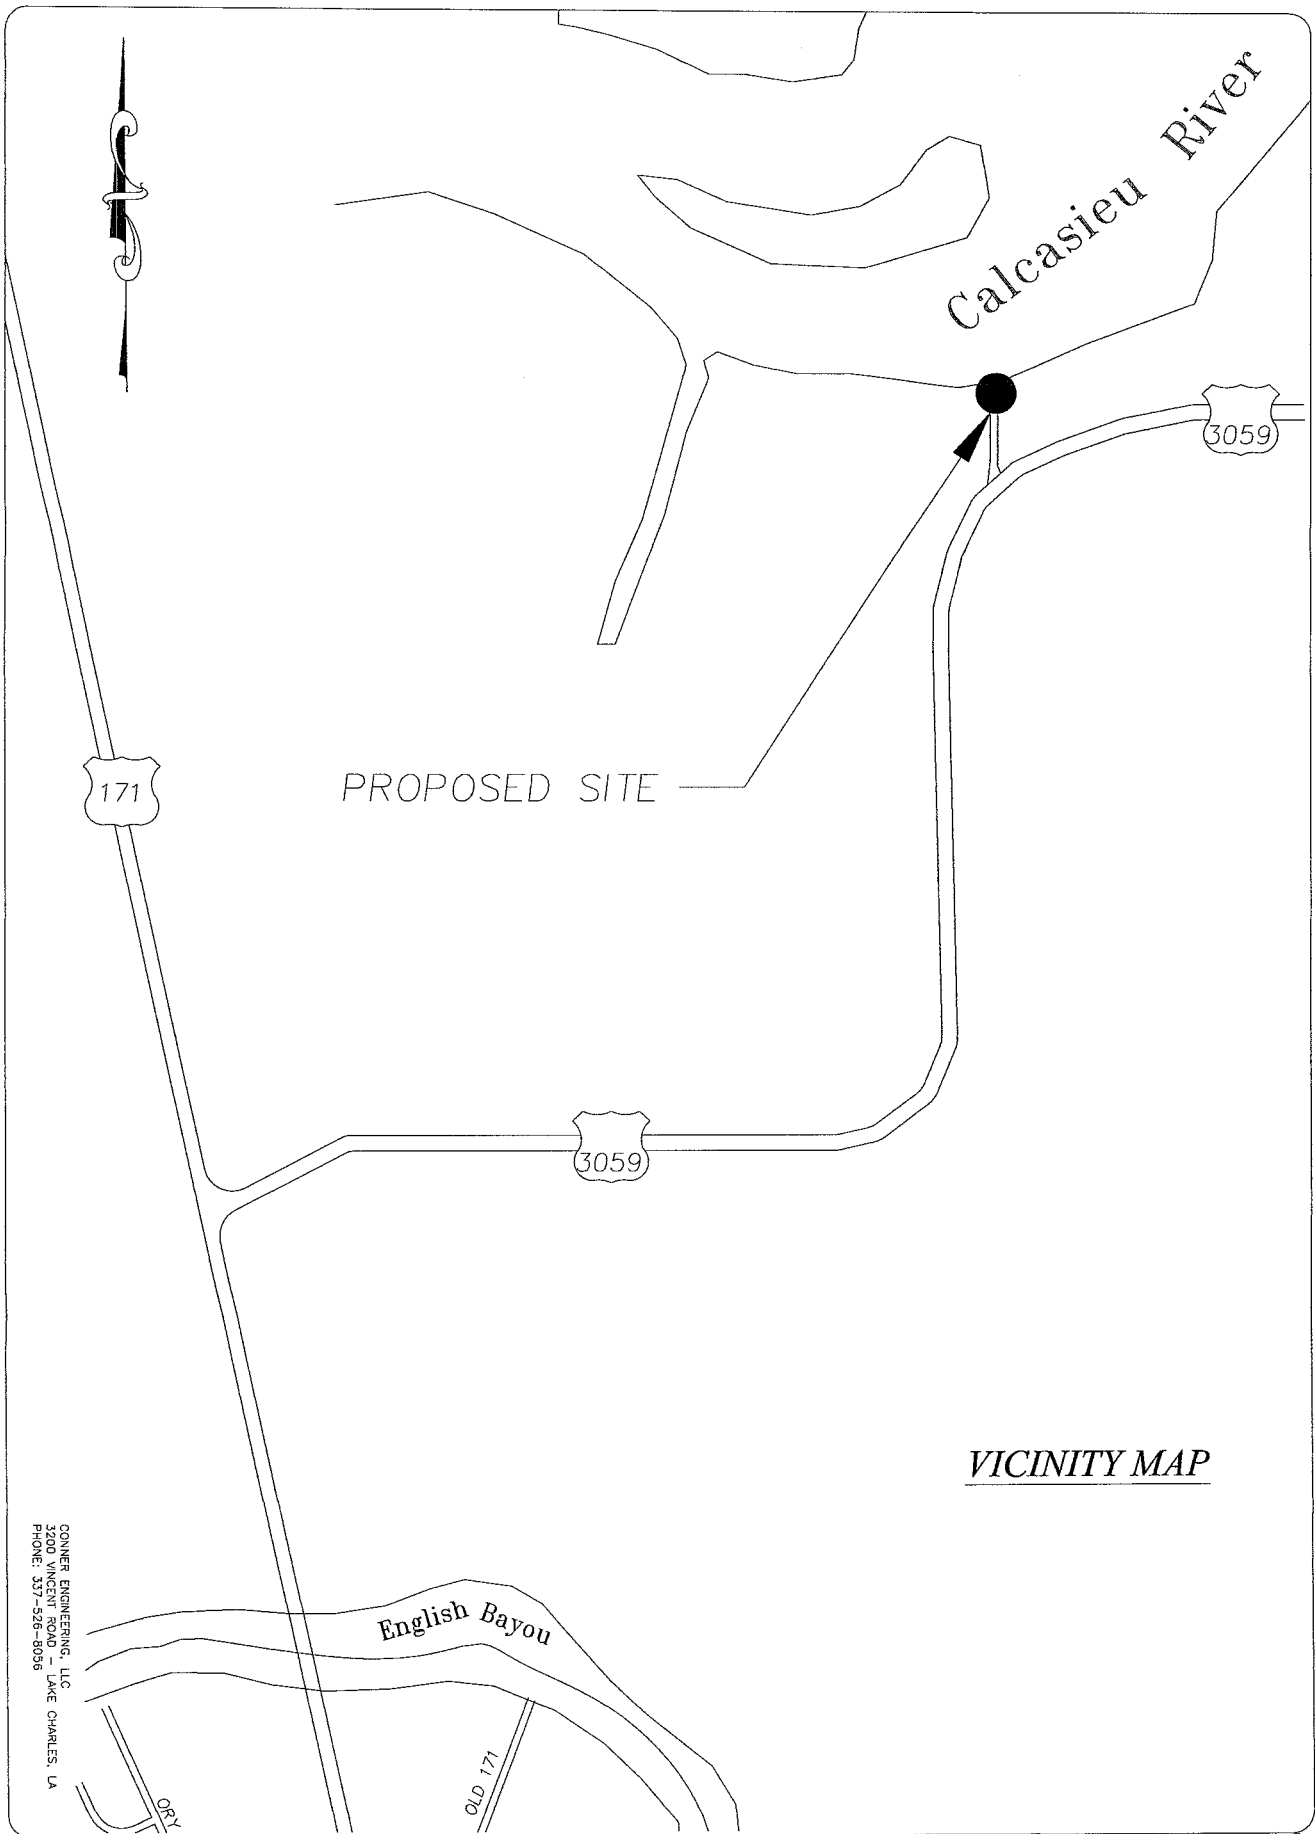 Calcasieu River
3059
171
PROPOSED SITE
3059
VICINITY MAP
English Bayou
OLD 171
ORY
CONNER ENGINEERING, LLC
3200 VINCENT ROAD - LAKE CHARLES, LA
PHONE: 337-526-8056